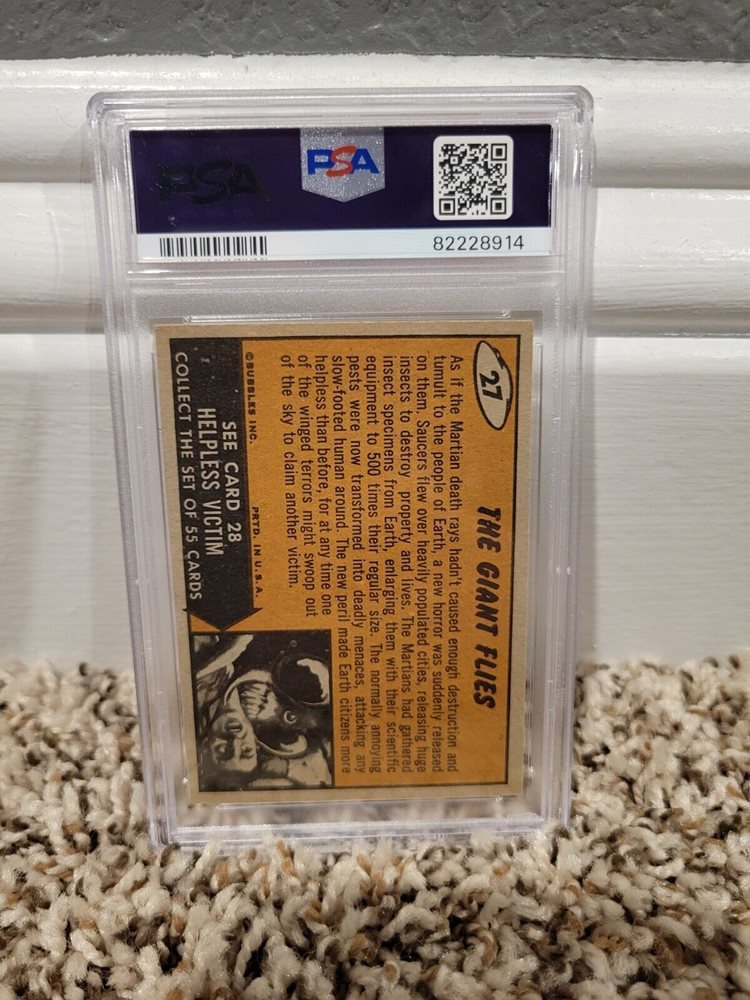 PSA
PSA
82228914
27
THE GIANT FLIES
As if the Martian death rays hadn't caused enough destruction and
tumult to the people of Earth, a new horror was suddenly released
on them. Saucers flew over heavily populated cities, releasing huge
insects to destroy property and lives. The Martians had gathered
insect specimens from Earth, enlarging them with their scientific
equipment to 500 times their regular size. The normally annoying
pests were now transformed into deadly menaces, attacking any
slow-footed human around. The new peril made Earth citizens more
helpless than before, for at any time one
of the winged terrors might swoop out
of the sky to claim another victim.
©BUBBLES INC. PRTD. IN U.S.A.
SEE CARD 28
HELPLESS VICTIM
COLLECT THE SET OF 55 CARDS